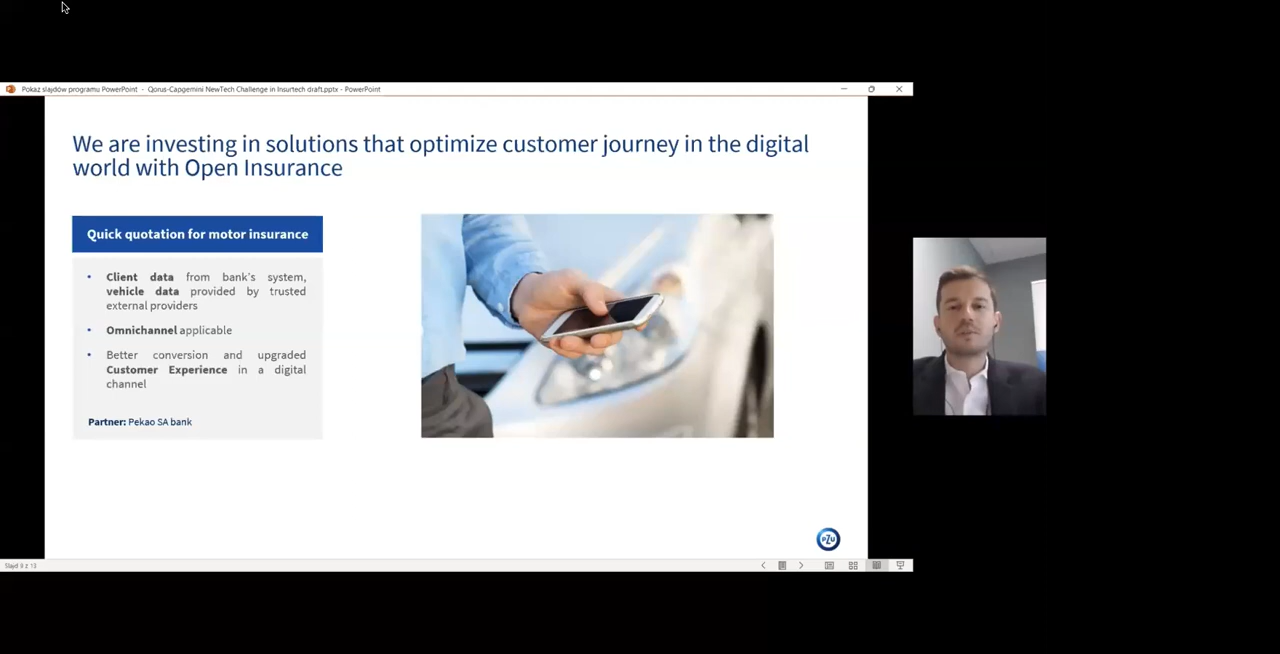 Pokaz slajdów programu PowerPoint - Qorus-Capgemini NewTech Challenge in Insurtech draft.pptx - PowerPoint
We are investing in solutions that optimize customer journey in the digital
world with Open Insurance
Quick quotation for motor insurance
• Client data from bank's system,
vehicle data provided by trusted
external providers
• Omnichannel applicable
• Better conversion and upgraded
Customer Experience in a digital
channel
Partner: Pekao SA bank
PZU
Slajd 9 z 13